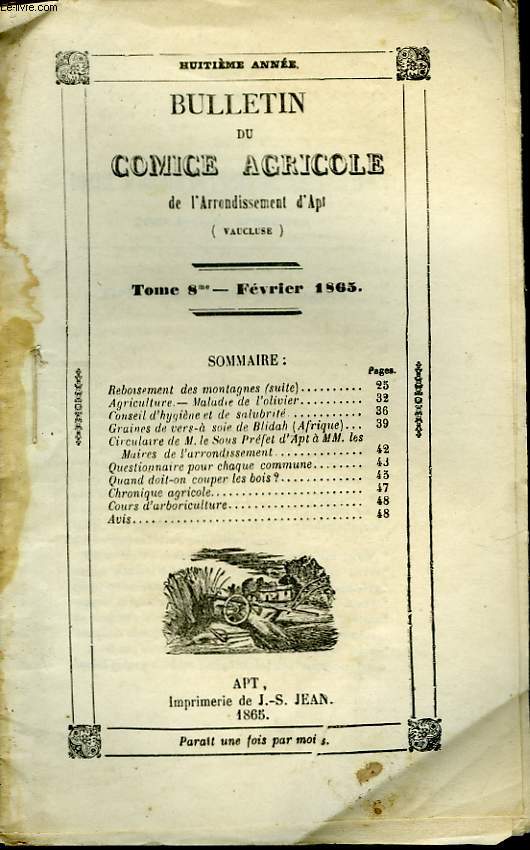 Le-livre.com
HUITIÈME ANNÉE.
BULLETIN
DU
COMICE AGRICOLE
de l'Arrondissement d'Apt
( VAUCLUSE )
Tome 8me — Février 1865.
SOMMAIRE :
Pages.
Reboisement des montagnes (suite).......... 25
Agriculture.— Maladie de l'olivier.......... 32
Conseil d'hygiène et de salubrité............ 36
Graines de vers-à soie de Blidah (Afrique)... 39
Circulaire de M. le Sous Préfet d'Apt à MM. les
Maires de l'arrondissement.............. 42
Questionnaire pour chaque commune........ 43
Quand doit-on couper les bois?............. 45
Chronique agricole........................ 47
Cours d'arboriculture...................... 48
Avis..................................... 48
APT,
Imprimerie de J.-S. JEAN.
1865.
Parait une fois par mois.